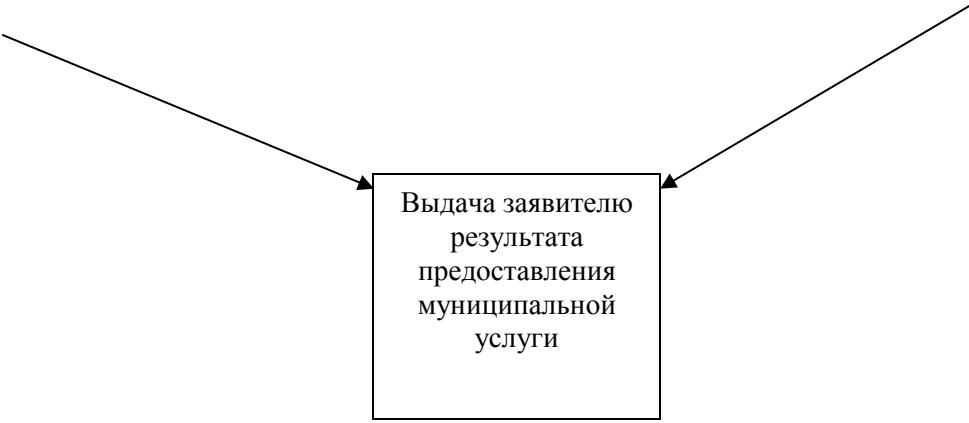 Выдача заявителю
результата
предоставления
муниципальной
услуги